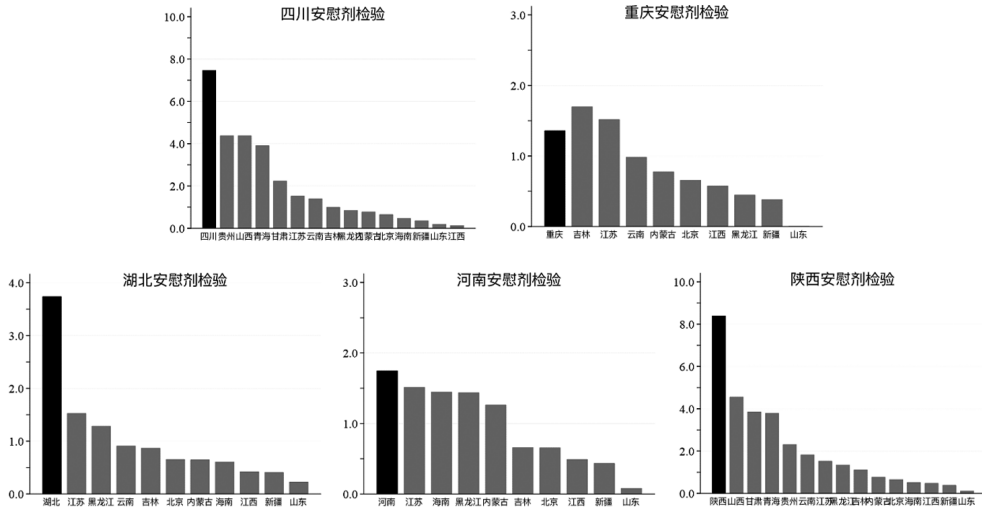 四川安慰剂检验
10.0
8.0
6.0
4.0
2.0
0.0
四川 贵州 山西 青海 甘肃 江苏 云南 吉林 黑龙江 内蒙古 北京 海南 新疆 山东 江西
重庆安慰剂检验
3.0
2.0
1.0
0.0
重庆 吉林 江苏 云南 内蒙古 北京 江西 黑龙江 新疆 山东
湖北安慰剂检验
4.0
3.0
2.0
1.0
0.0
湖北 江苏 黑龙江 云南 吉林 北京 内蒙古 海南 江西 新疆 山东
河南安慰剂检验
3.0
2.0
1.0
0.0
河南 江苏 海南 黑龙江 内蒙古 吉林 北京 江西 新疆 山东
陕西安慰剂检验
10.0
8.0
6.0
4.0
2.0
0.0
陕西 山西 甘肃 青海 贵州 云南 江苏 黑龙江 吉林 内蒙古 北京 海南 江西 新疆 山东